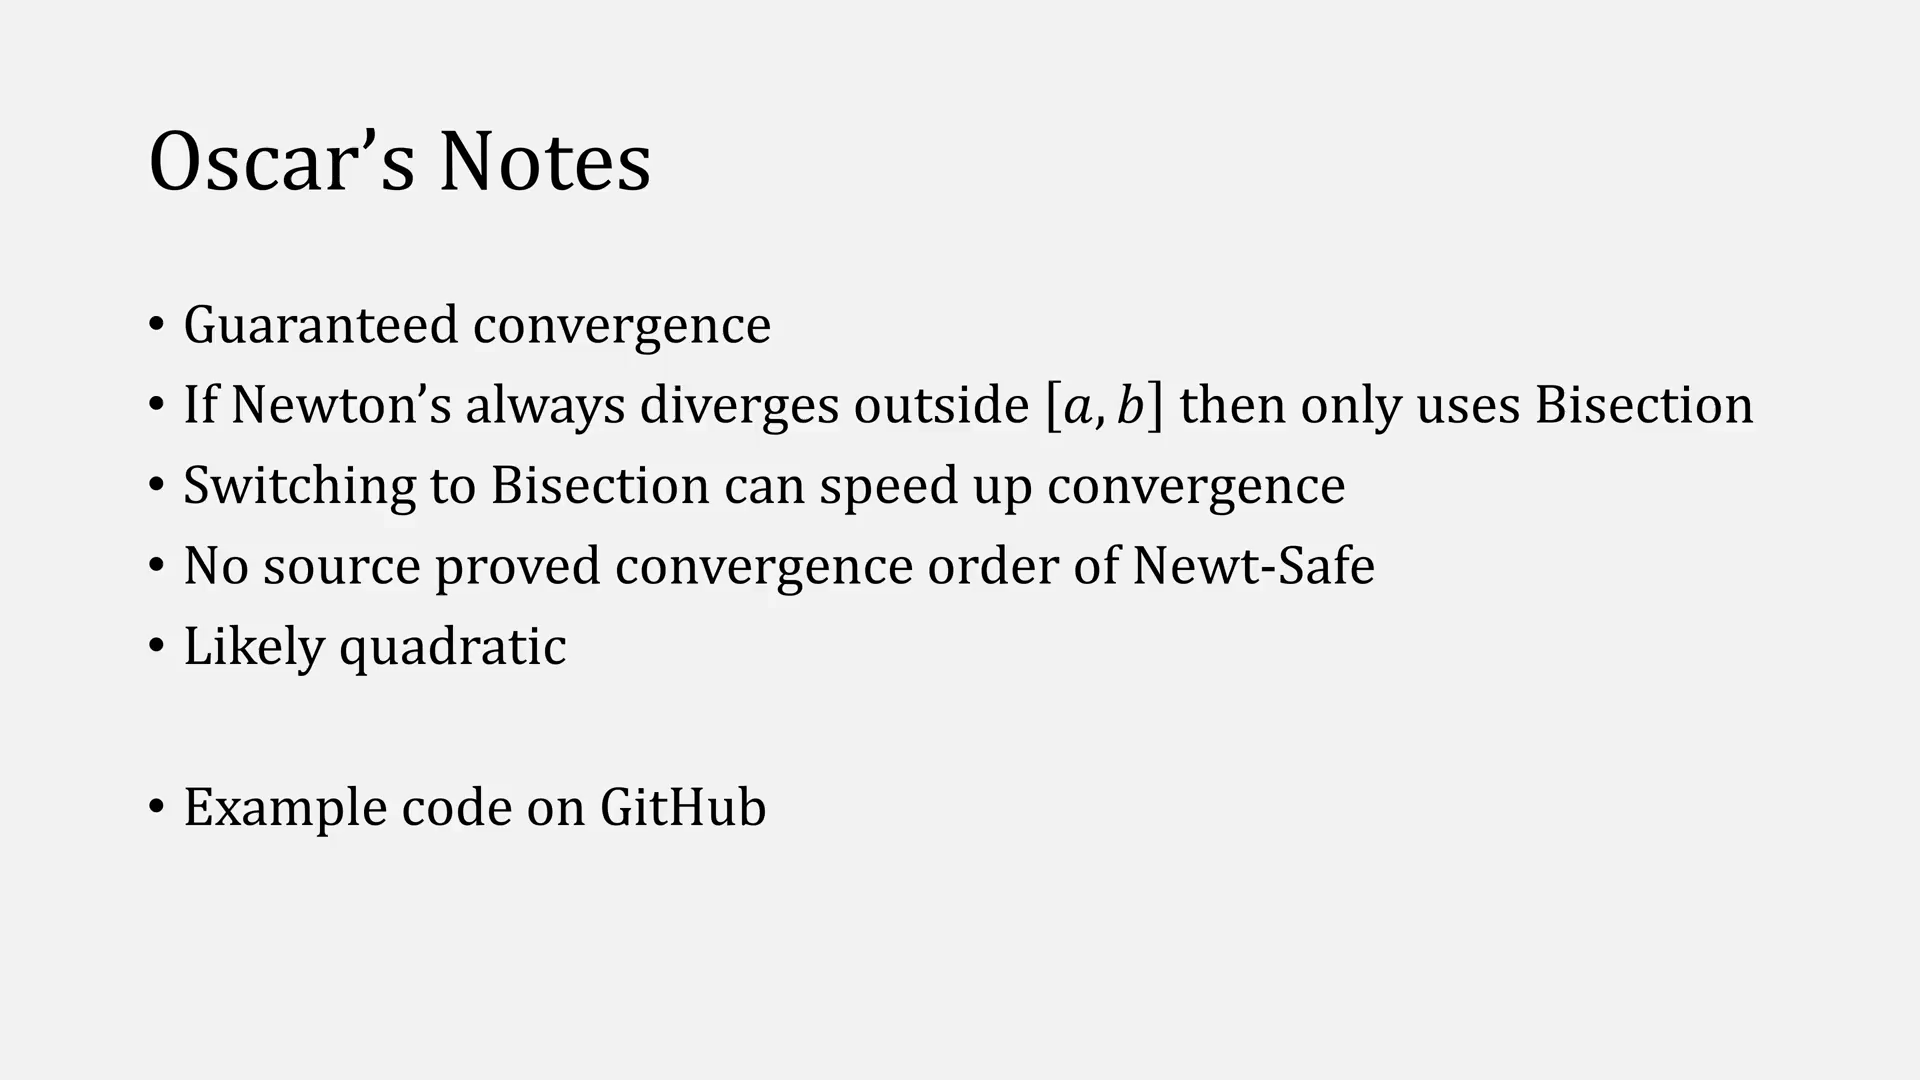 Oscar’s Notes
• Guaranteed convergence
• If Newton’s always diverges outside [a, b] then only uses Bisection
• Switching to Bisection can speed up convergence
• No source proved convergence order of Newt-Safe
• Likely quadratic
• Example code on GitHub